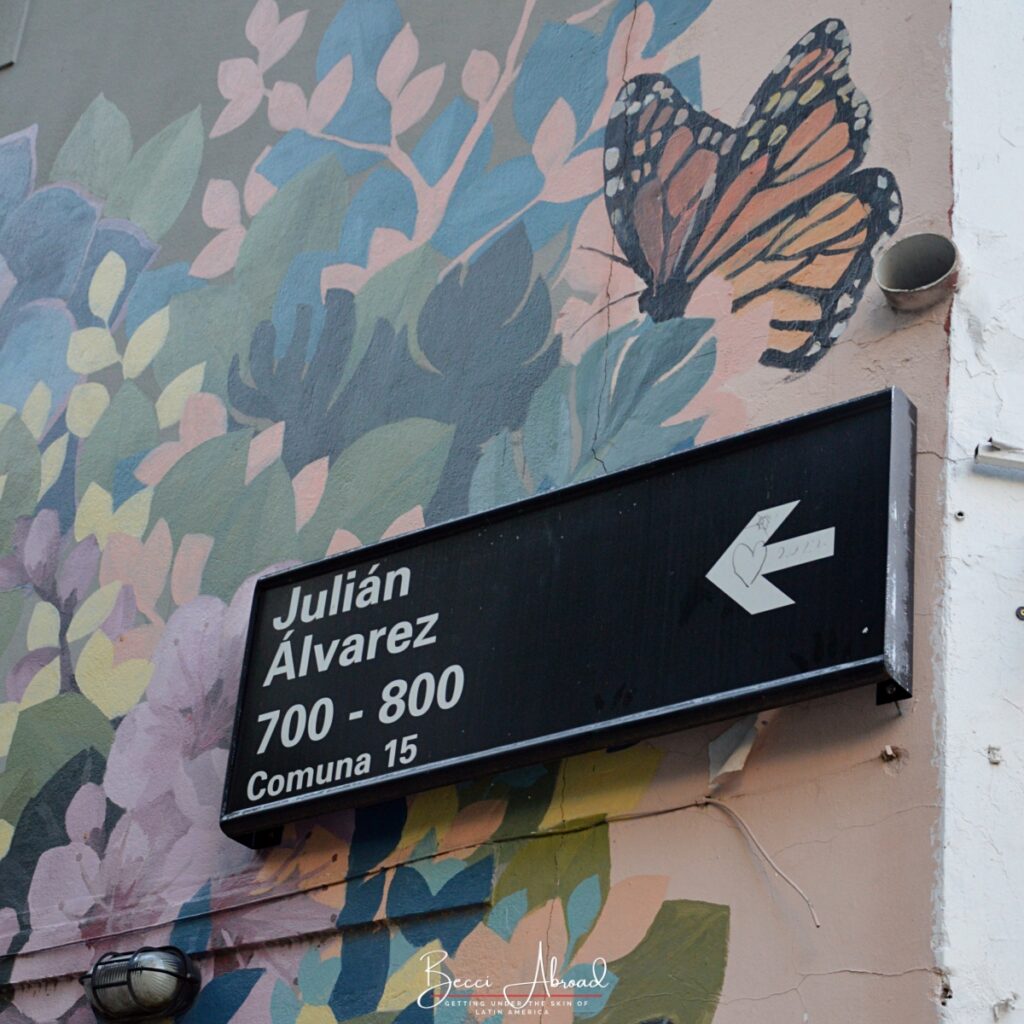 Julián
Álvarez
700 - 800
Comuna 15
Becci Abroad
GETTING UNDER THE SKIN OF
LATIN AMERICA